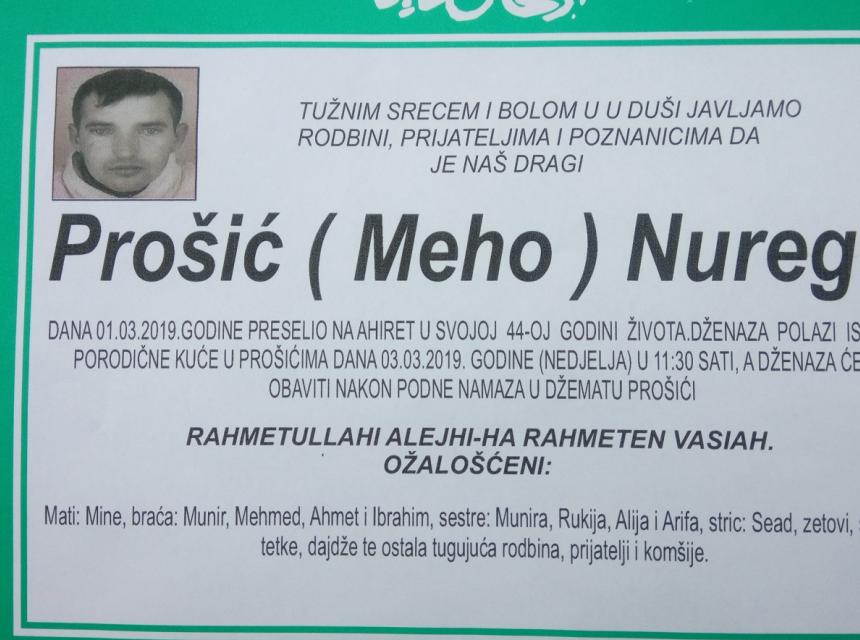 TUŽNIM SRECEM I BOLOM U U DUŠI JAVLJAMO
RODBINI, PRIJATELJIMA I POZNANICIMA DA
JE NAŠ DRAGI
Prošić ( Meho ) Nureg
DANA 01.03.2019.GODINE PRESELIO NA AHIRET U SVOJOJ 44-OJ GODINI ŽIVOTA.DŽENAZA POLAZI IS
PORODIČNE KUĆE U PROŠIĆIMA DANA 03.03.2019. GODINE (NEDJELJA) U 11:30 SATI, A DŽENAZA ĆE
OBAVITI NAKON PODNE NAMAZA U DŽEMATU PROŠIĆI
RAHMETULLAHI ALEJHI-HA RAHMETEN VASIAH.
OŽALOŠĆENI:
Mati: Mine, braća: Munir, Mehmed, Ahmet i Ibrahim, sestre: Munira, Rukija, Alija i Arifa, stric: Sead, zetovi,
tetke, dajdže te ostala tugujuća rodbina, prijatelji i komšije.